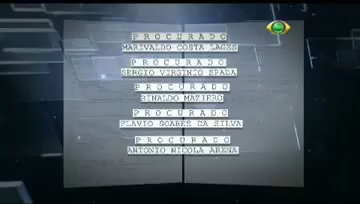 PROCURADO
MARIVALDO COSTA LAGES
PROCURADO
SERGIO VIRGINIO SPADA
PROCURADO
RINALDO MAZIERO
PROCURADO
FLAVIO SOARES DA SILVA
PROCURADO
ANTONIO NICOLA ARENA